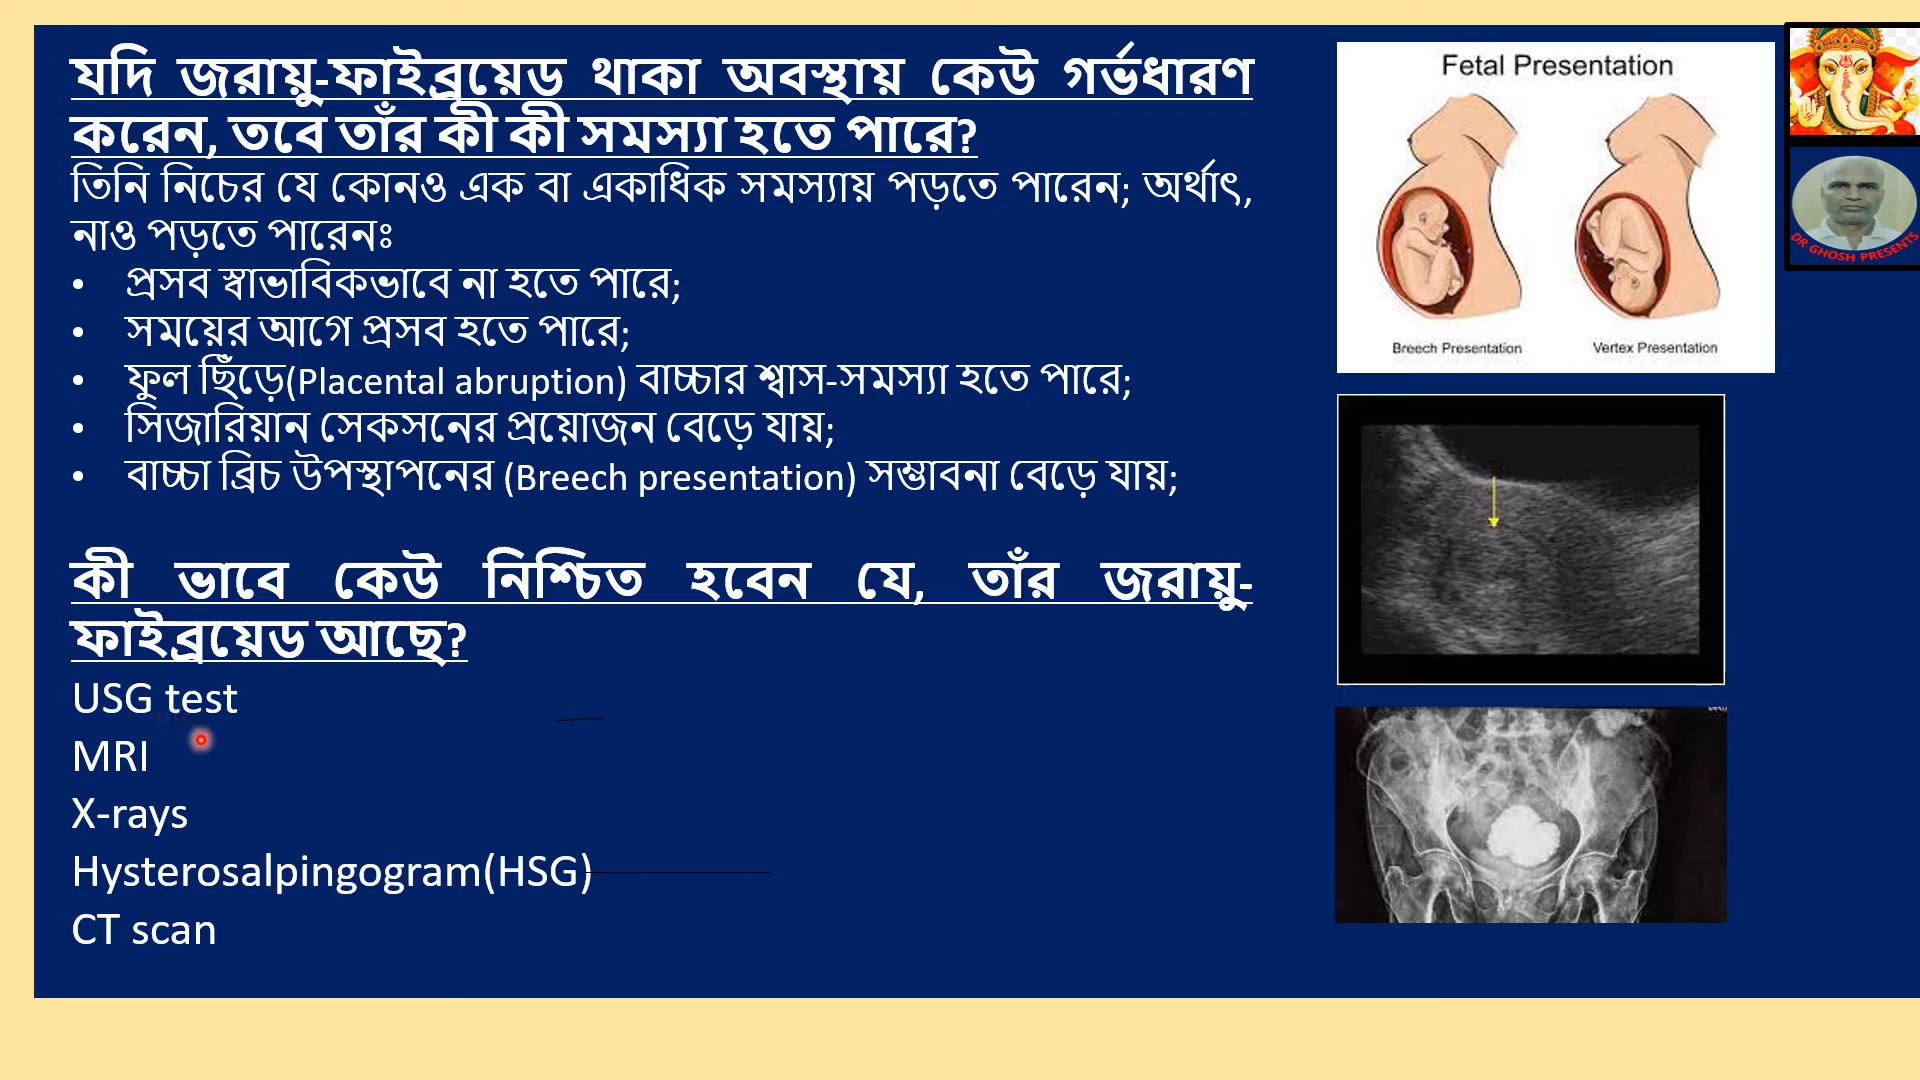 যদি জরায়ু-ফাইব্রয়েড থাকা অবস্থায় কেউ গর্ভধারণ
করেন, তবে তাঁর কী কী সমস্যা হতে পারে?
তিনি নিচের যে কোনও এক বা একাধিক সমস্যায় পড়তে পারেন; অর্থাৎ,
নাও পড়তে পারেনঃ
• প্রসব স্বাভাবিকভাবে না হতে পারে;
• সময়ের আগে প্রসব হতে পারে;
• ফুল ছিঁড়ে(Placental abruption) বাচ্চার শ্বাস-সমস্যা হতে পারে;
• সিজারিয়ান সেকসনের প্রয়োজন বেড়ে যায়;
• বাচ্চা ব্রিচ উপস্থাপনের (Breech presentation) সম্ভাবনা বেড়ে যায়;
কী ভাবে কেউ নিশ্চিত হবেন যে, তাঁর জরায়ু-
ফাইব্রয়েড আছে?
USG test
MRI
X-rays
Hysterosalpingogram(HSG)
CT scan
Fetal Presentation
Breech Presentation
Vertex Presentation
DR GHOSH PRESENTS